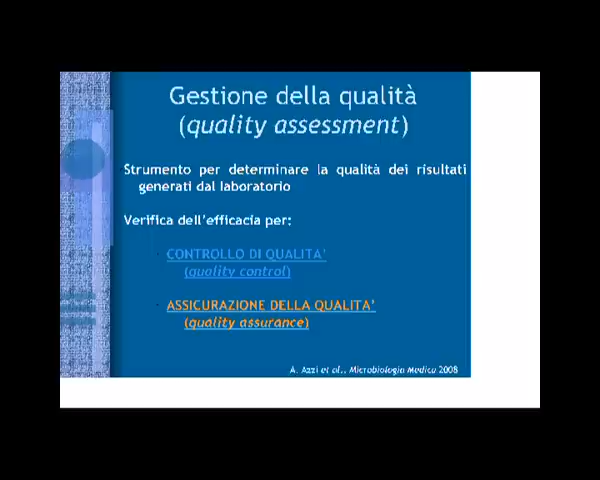 Gestione della qualità
(quality assessment)
Strumento per determinare la qualità dei risultati
generati dal laboratorio
Verifica dell'efficacia per:
CONTROLLO DI QUALITA'
(quality control)
ASSICURAZIONE DELLA QUALITA'
(quality assurance)
A. Azzi et al., Microbiologia Medica 2008